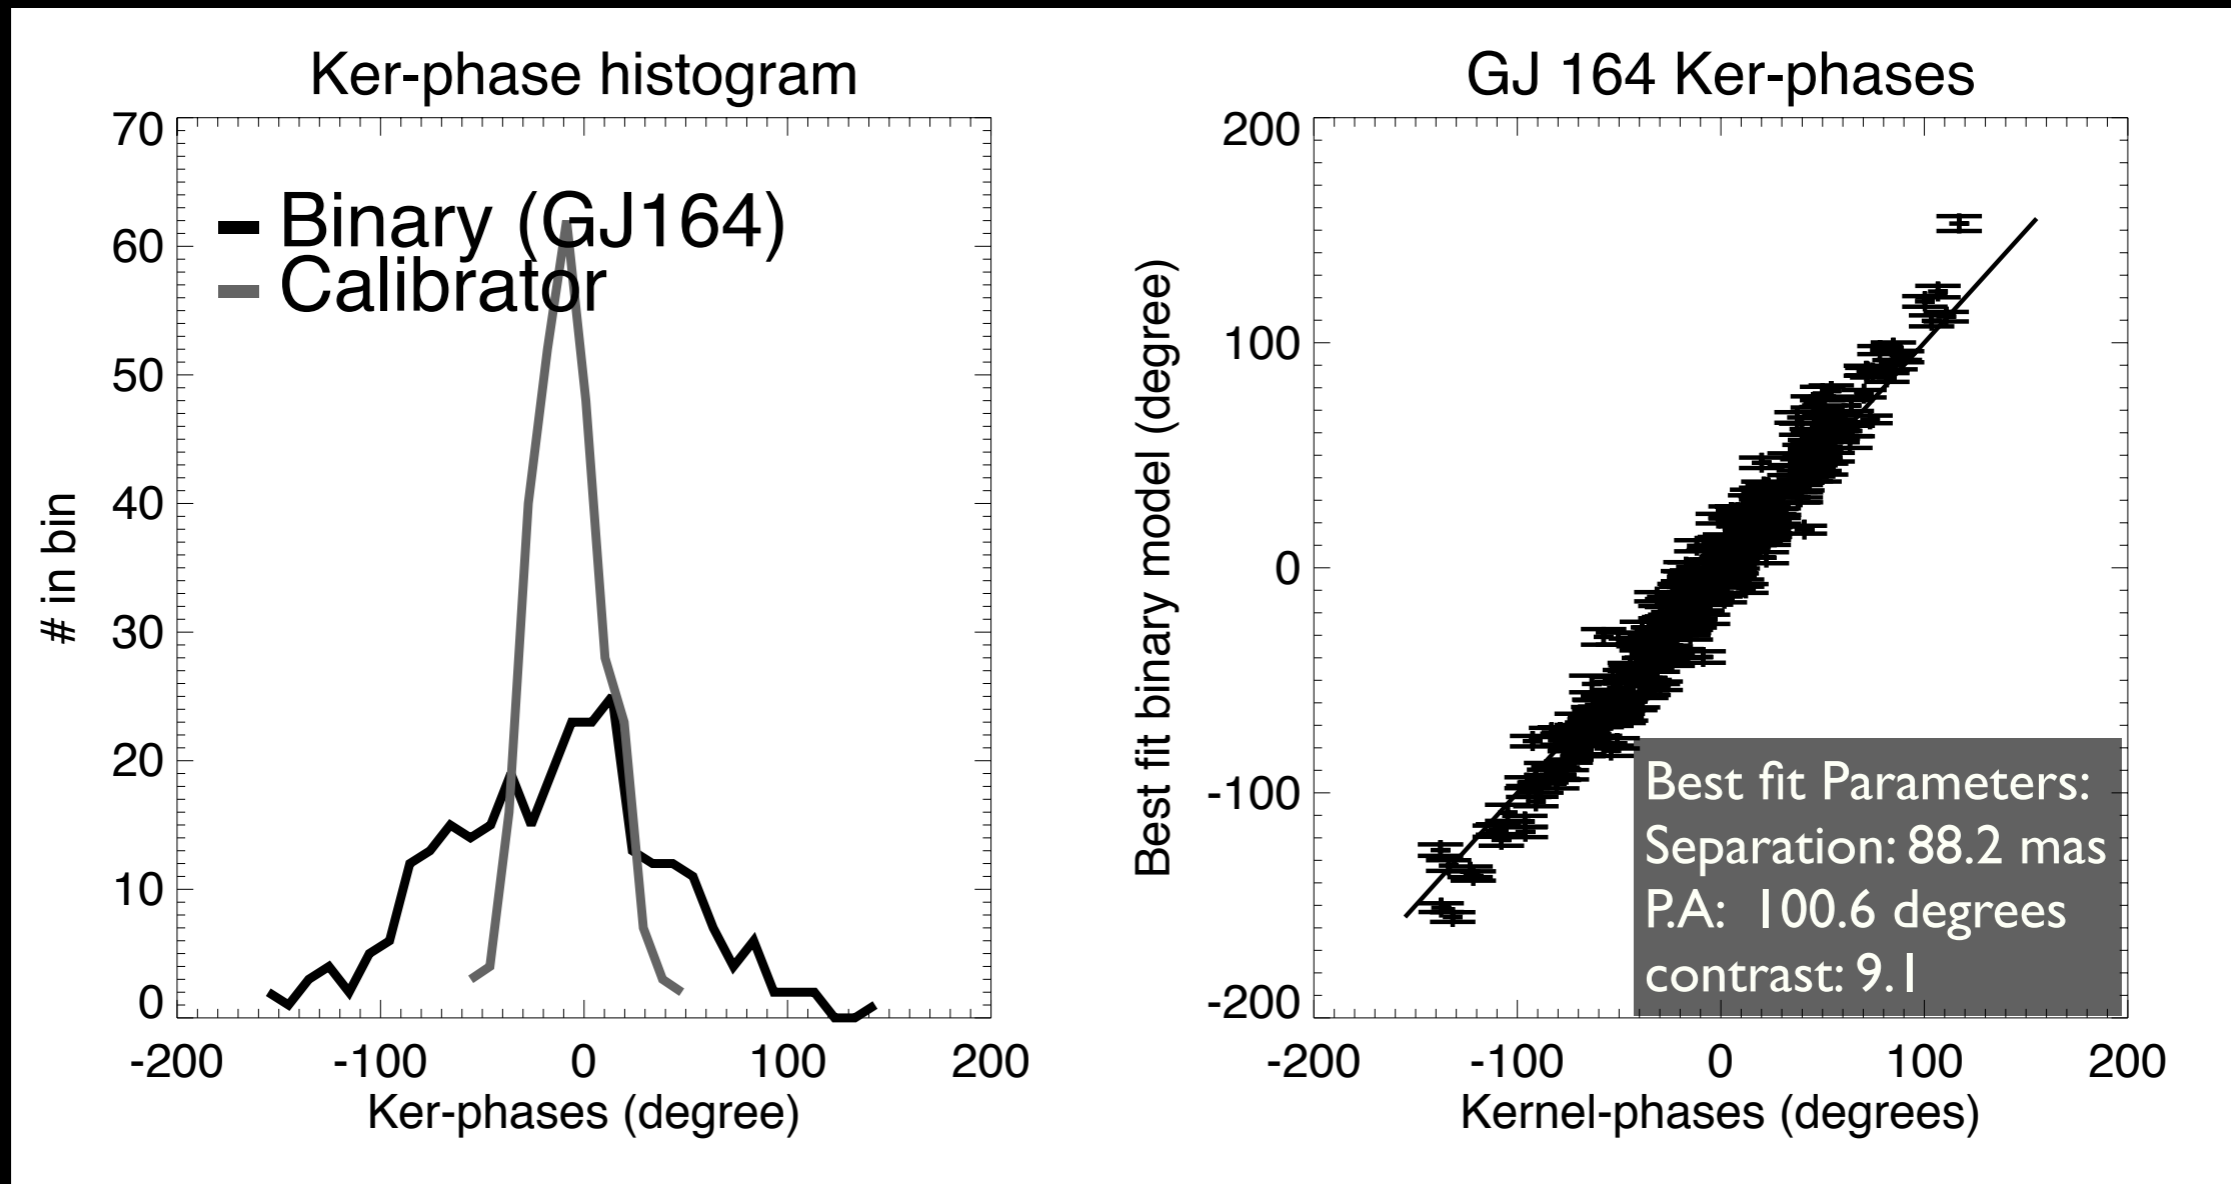 Ker-phase histogram
70
60
50
40
30
20
10
0
# in bin
Binary (GJ164)
Calibrator
-200 -100 0 100 200
Ker-phases (degree)
GJ 164 Ker-phases
200
100
0
-100
-200
Best fit binary model (degree)
Best fit Parameters:
Separation: 88.2 mas
P.A: 100.6 degrees
contrast: 9.1
-200 -100 0 100 200
Kernel-phases (degrees)